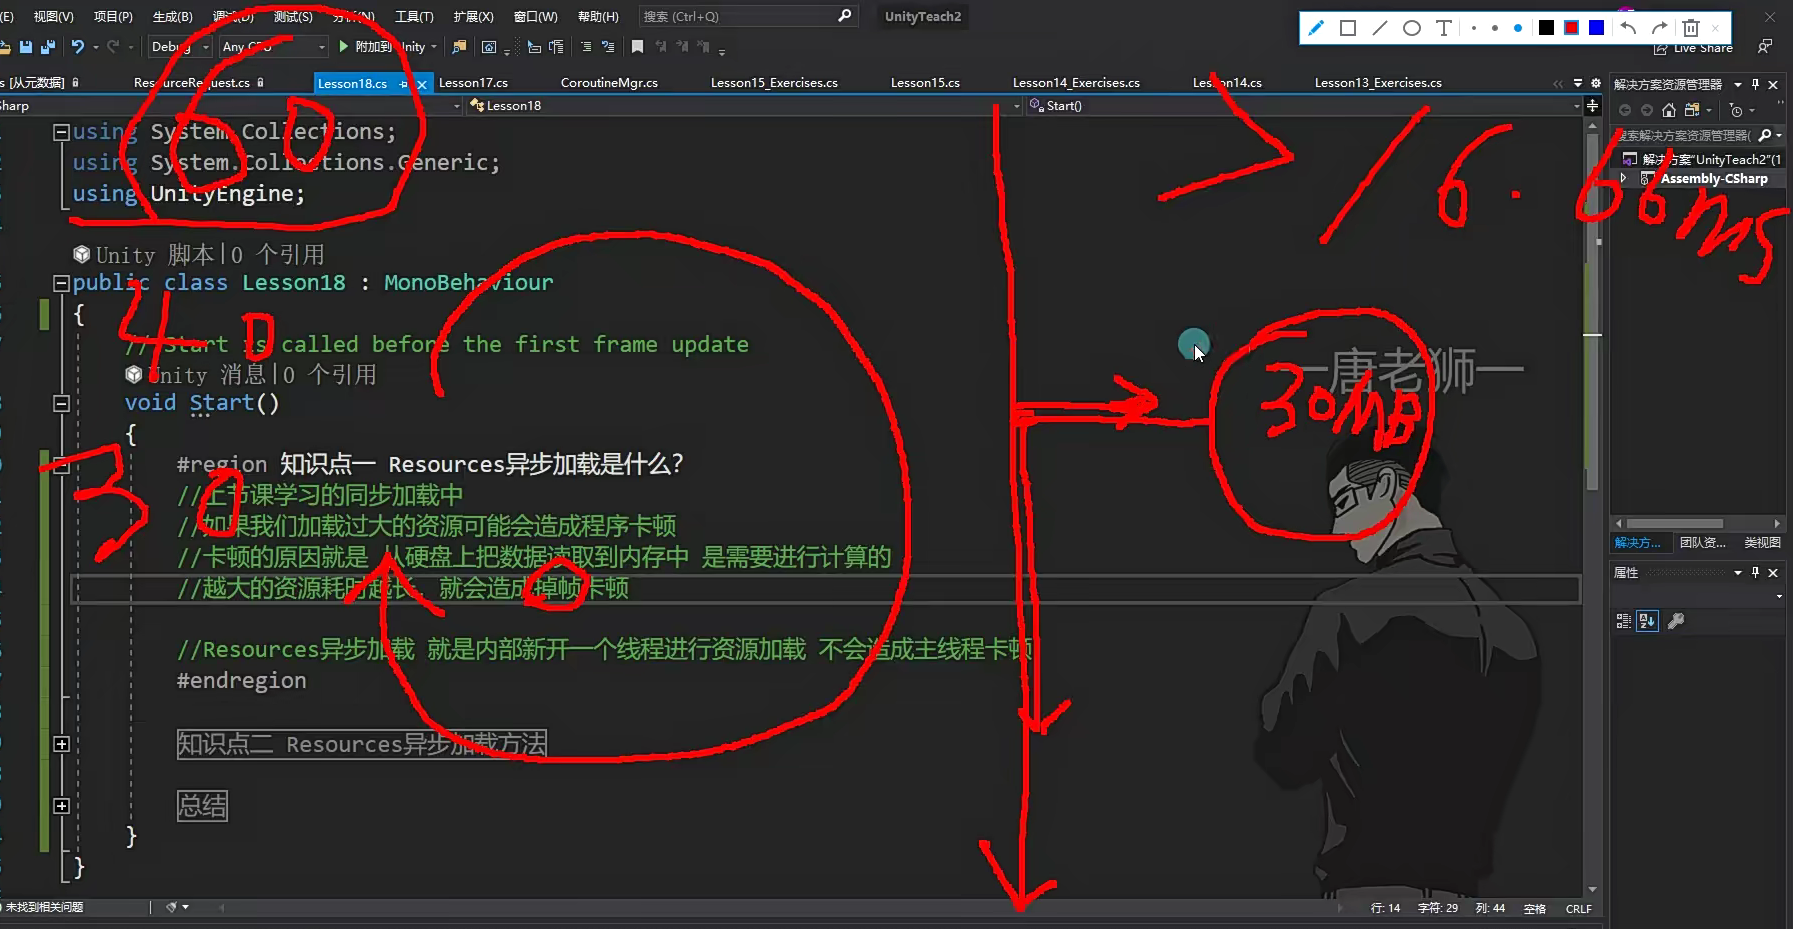 (E) 视图(V) 项目(P) 生成(B) 调试(D) 测试(S) 分析(N) 工具(T) 扩展(X) 窗口(W) 帮助(H) 搜索 (Ctrl+Q) UnityTeach2
Debug Any CPU 附加到Unity Live Share
s [从元数据] ResourceRequest.cs Lesson18.cs Lesson17.cs CoroutineMgr.cs Lesson15_Exercises.cs Lesson15.cs Lesson14_Exercises.cs Lesson14.cs Lesson13_Exercises.cs
harp Lesson18 Start()
60
using System.Collections;
using System.Collections.Generic;
using UnityEngine;
> 16.66ms
Unity 脚本|0 个引用
public class Lesson18 : MonoBehaviour
{
40
// Start is called before the first frame update
Unity 消息|0 个引用
void Start()
{
30
#region 知识点一 Resources异步加载是什么?
//上节课学习的同步加载中
//如果我们加载过大的资源可能会造成程序卡顿
//卡顿的原因就是 从硬盘上把数据读取到内存中 是需要进行计算的
//越大的资源耗时越长，就会造成掉帧卡顿
//Resources异步加载 就是内部新开一个线程进行资源加载 不会造成主线程卡顿
#endregion
知识点二 Resources异步加载方法
总结
}
}
一唐老狮一
30
解决方案资源管理器
搜索解决方案资源管理器(
解决方案"UnityTeach2"(1
Assembly-CSharp
解决方... 团队资... 类视图
属性
未找到相关问题 行: 14 字符: 29 列: 44 空格 CRLF